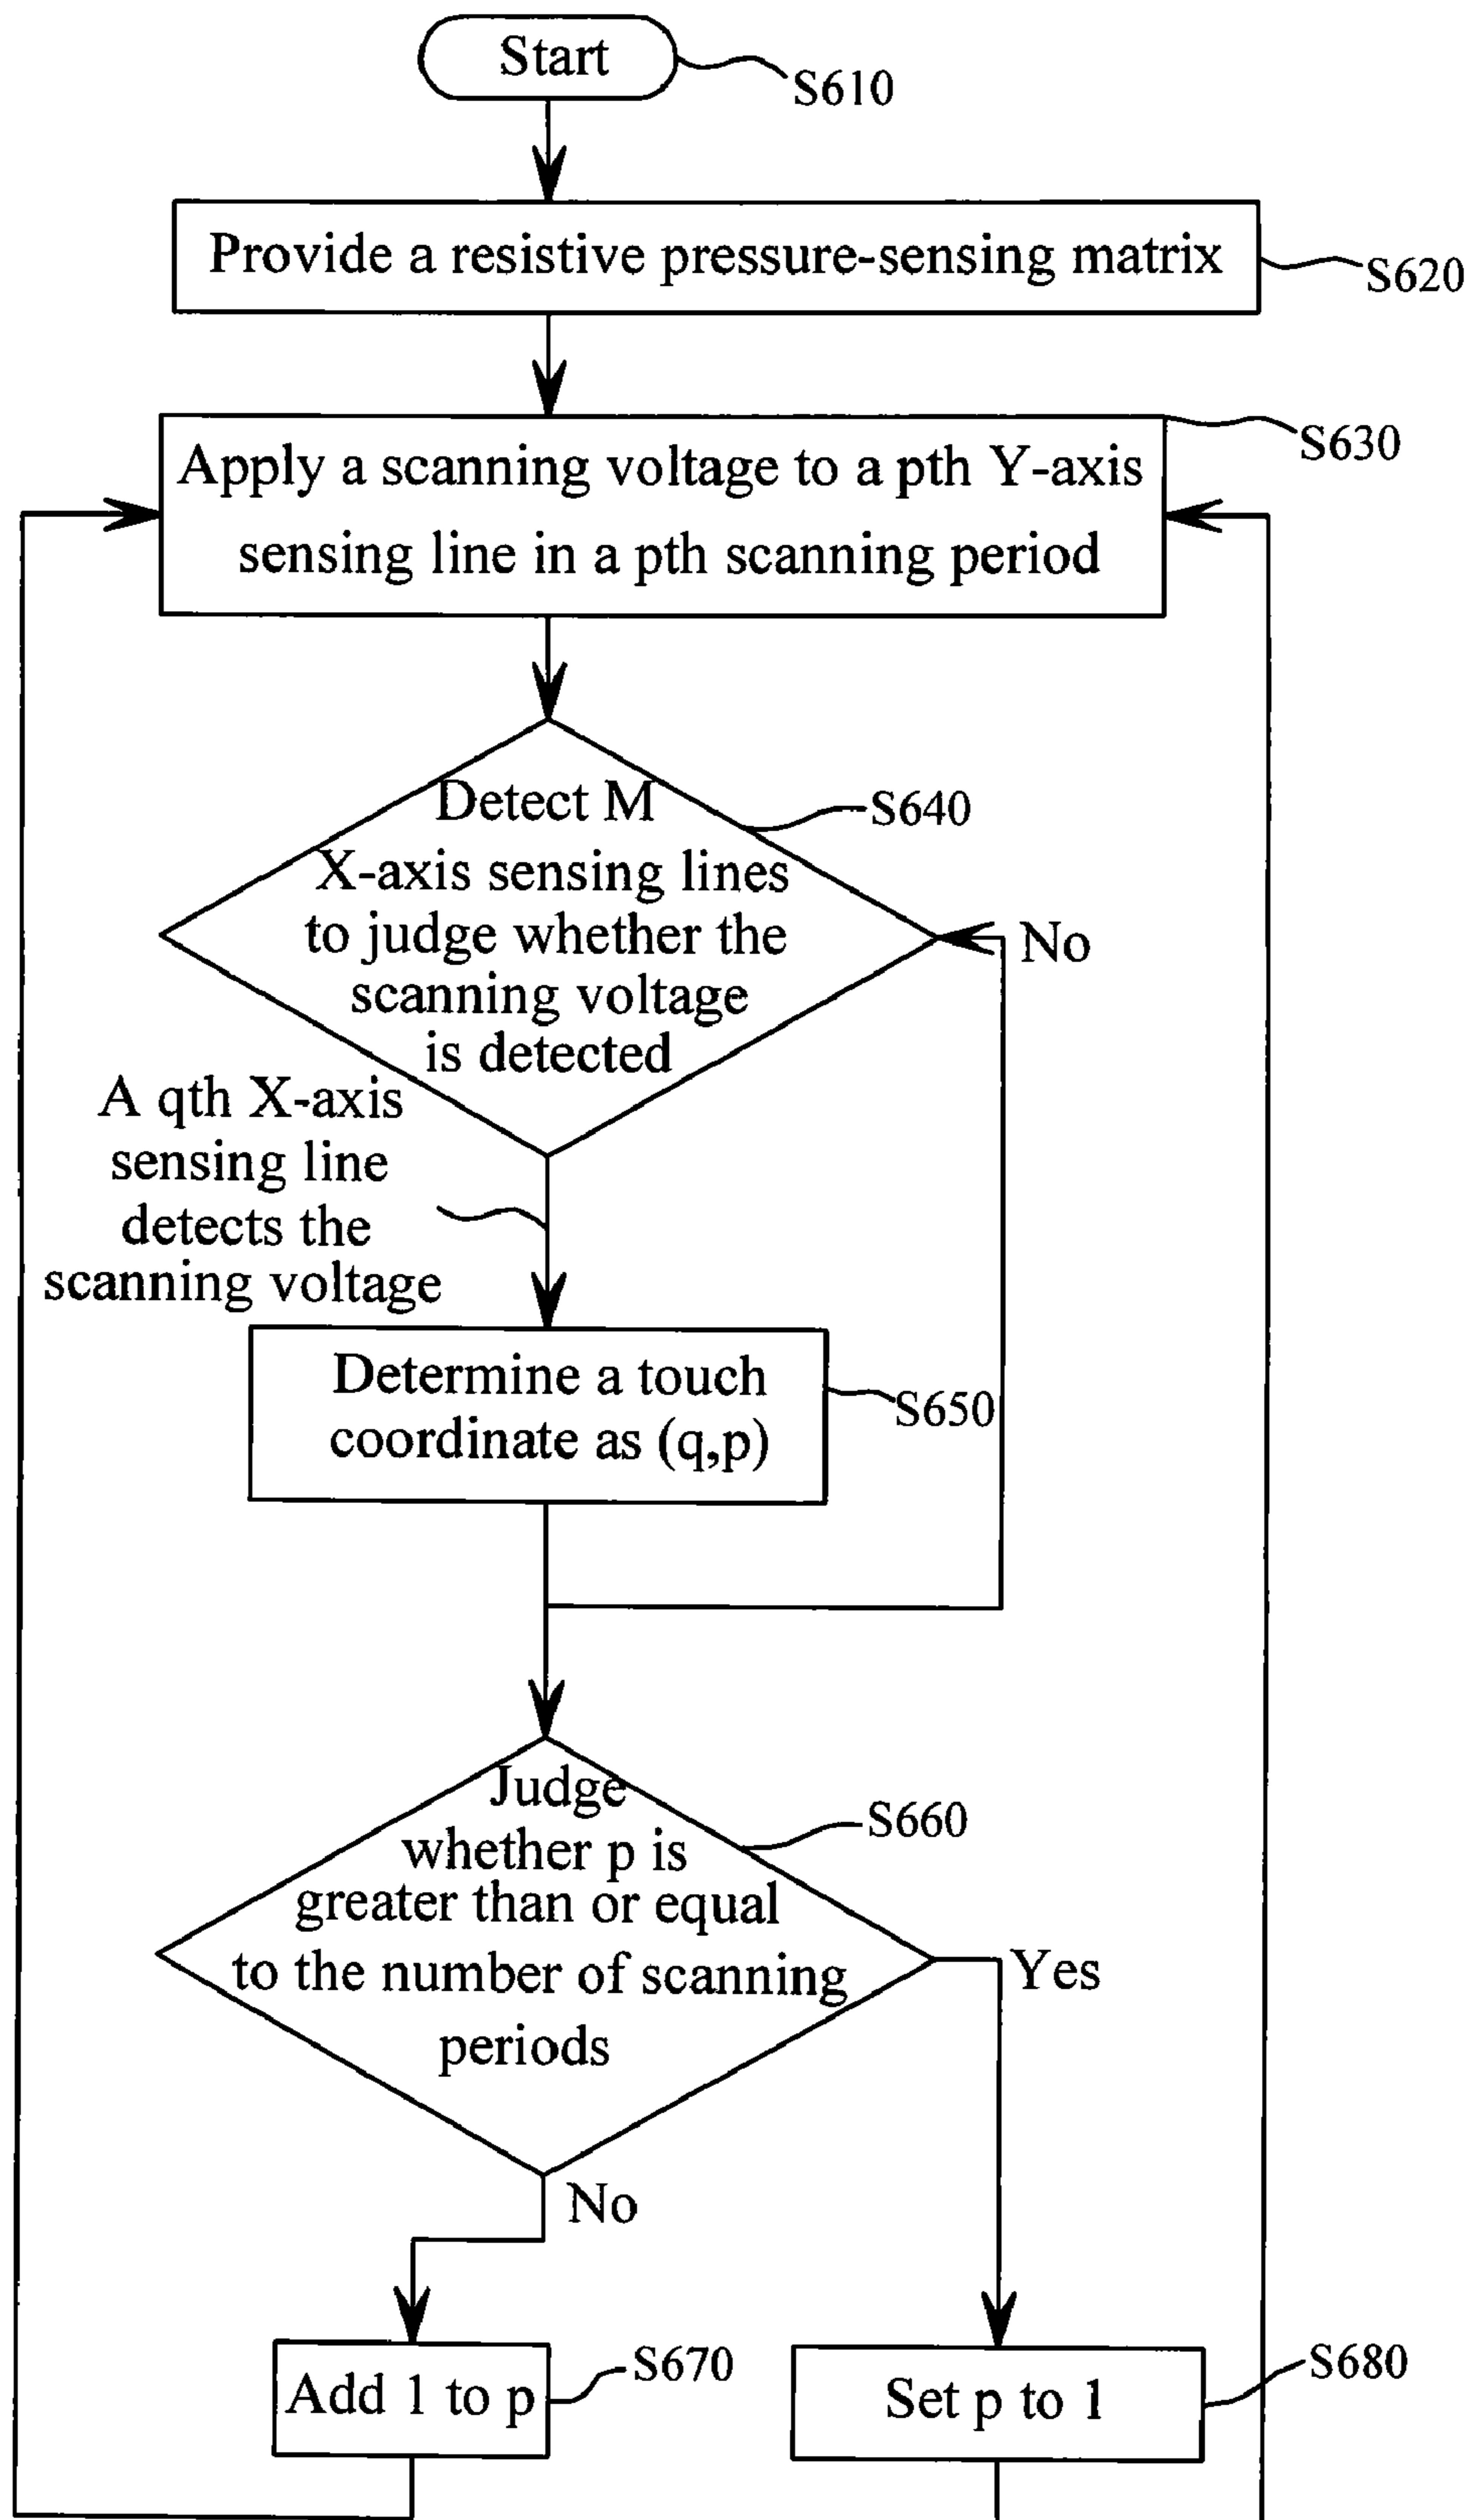 Start
S610
Provide a resistive pressure-sensing matrix
S620
Apply a scanning voltage to a pth Y-axis
sensing line in a pth scanning period
S630
Detect M
X-axis sensing lines
to judge whether the
scanning voltage
is detected
S640
No
A qth X-axis
sensing line
detects the
scanning voltage
Determine a touch
coordinate as (q,p)
S650
Judge
whether p is
greater than or equal
to the number of scanning
periods
S660
Yes
No
Add 1 to p
S670
Set p to 1
S680